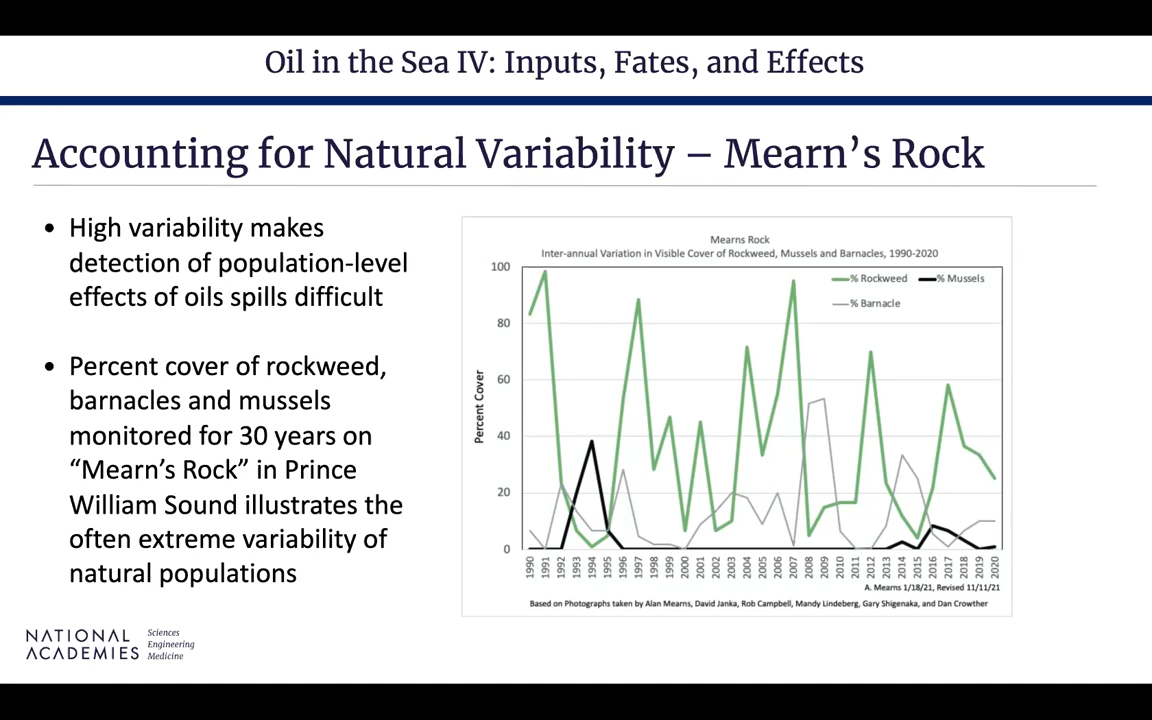 Oil in the Sea IV: Inputs, Fates, and Effects
Accounting for Natural Variability – Mearn’s Rock
• High variability makes
detection of population-level
effects of oils spills difficult
• Percent cover of rockweed,
barnacles and mussels
monitored for 30 years on
“Mearn’s Rock” in Prince
William Sound illustrates the
often extreme variability of
natural populations
Mearns Rock
Inter-annual Variation in Visible Cover of Rockweed, Mussels and Barnacles, 1990-2020
% Rockweed % Mussels
% Barnacle
Percent Cover
100
80
60
40
20
0
1990 1991 1992 1993 1994 1995 1996 1997 1998 1999 2000 2001 2002 2003 2004 2005 2006 2007 2008 2009 2010 2011 2012 2013 2014 2015 2016 2017 2018 2019 2020
A. Mearns 1/18/21, Revised 11/11/21
Based on Photographs taken by Alan Mearns, David Janka, Rob Campbell, Mandy Lindeberg, Gary Shigenaka, and Dan Crowther
NATIONAL ACADEMIES
Sciences
Engineering
Medicine